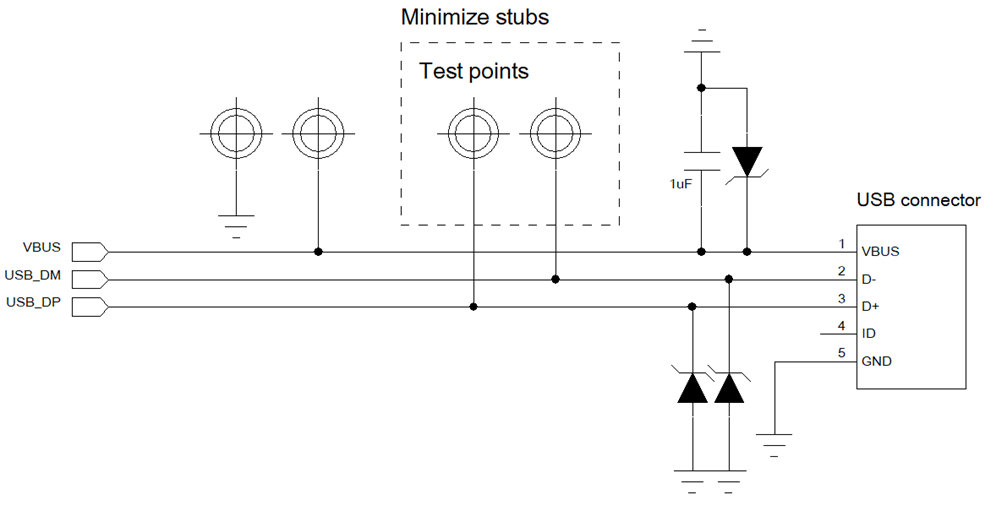 Minimize stubs
Test points
1uF
USB connector
VBUS
1
VBUS
USB_DM
2
D-
USB_DP
3
D+
4
ID
5
GND